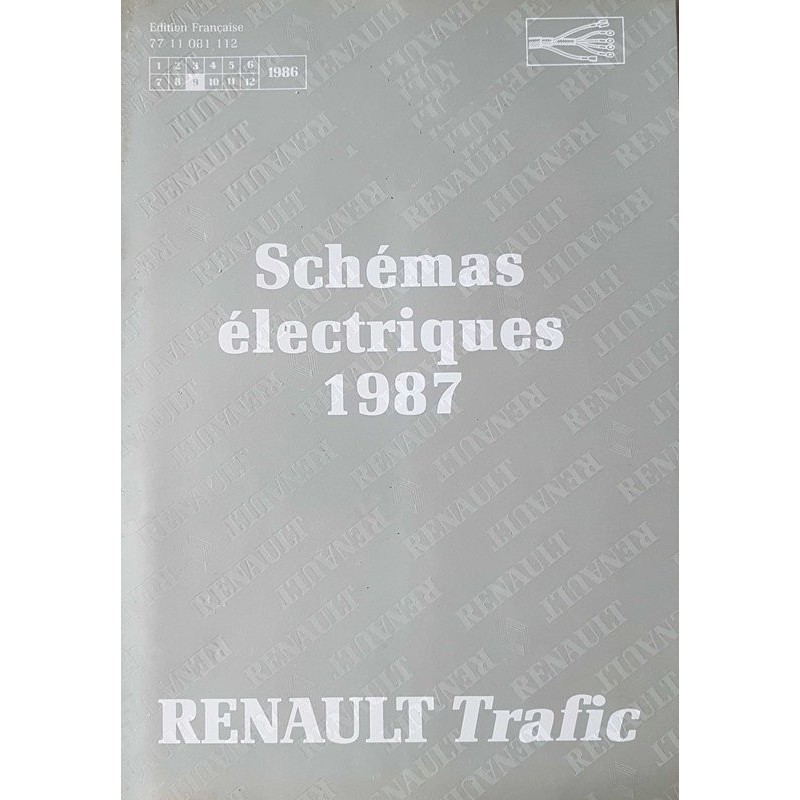 Edition Française
77 11 081 112
1 2 3 4 5 6
7 8 9 10 11 12
1986
Schémas
électriques
1987
RENAULT Trafic
RENAULT